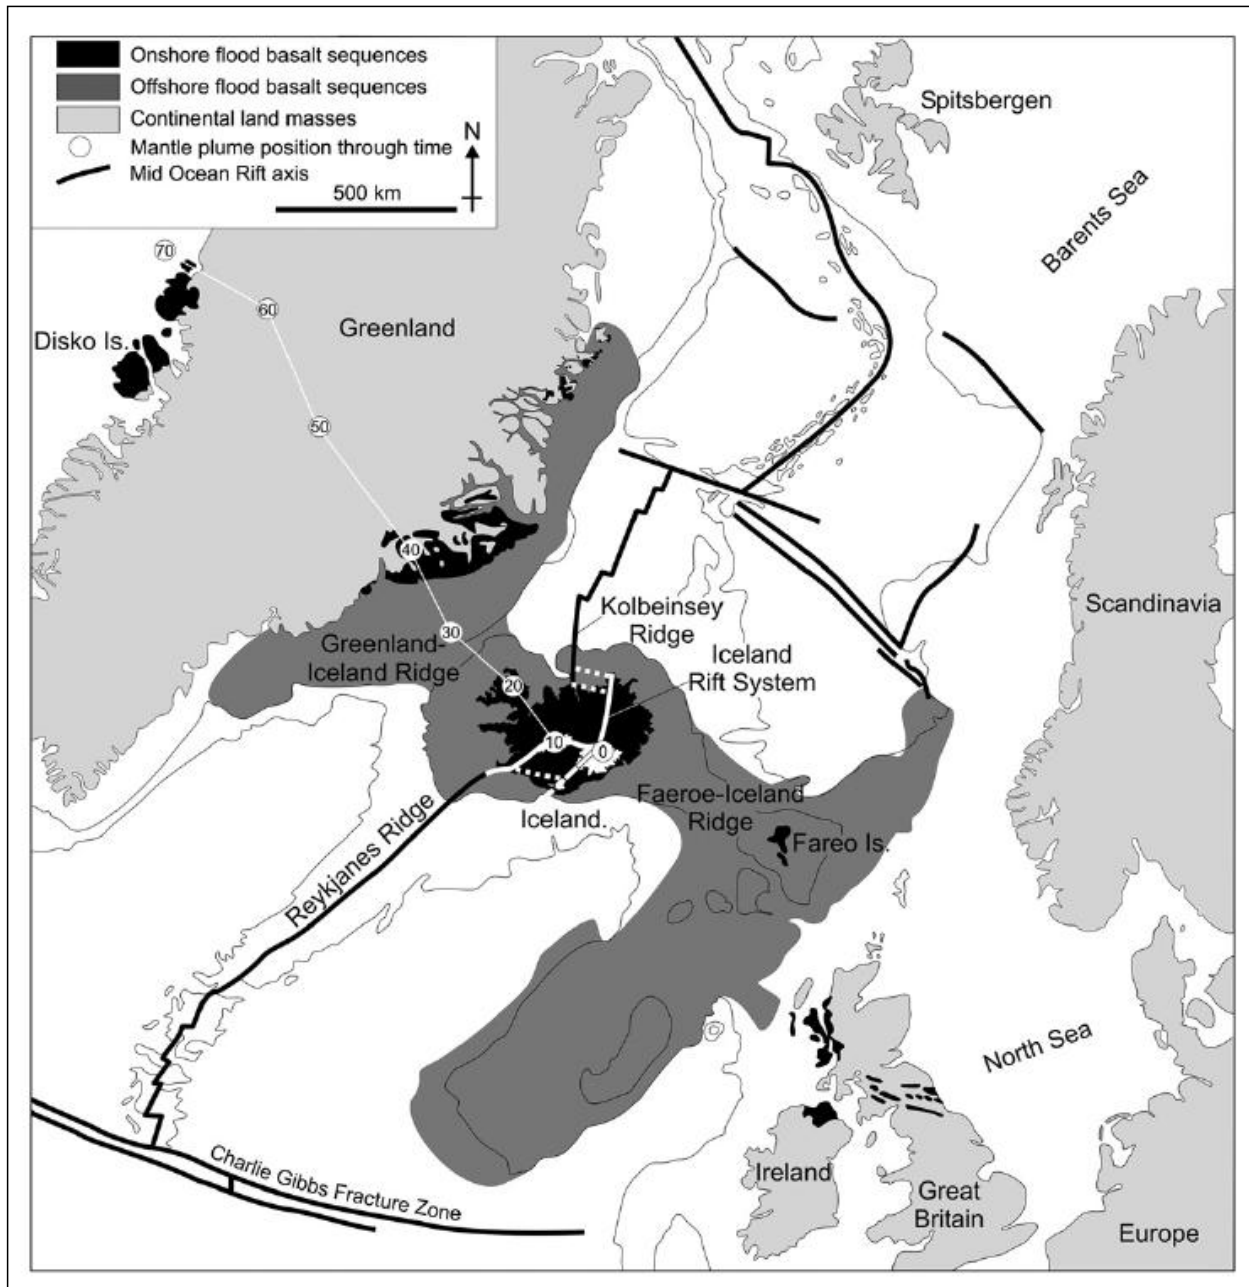 Onshore flood basalt sequences
Offshore flood basalt sequences
Continental land masses
Mantle plume position through time
Mid Ocean Rift axis
N
500 km
Spitsbergen
Barents Sea
70
60
Greenland
Disko Is.
50
40
Scandinavia
Kolbeinsey
Ridge
30
Greenland-
Iceland Ridge
Iceland
Rift System
20
10
0
Faeroe-Iceland
Ridge
Iceland.
Fareo Is.
Reykjanes Ridge
North Sea
Charlie Gibbs Fracture Zone
Ireland
Great
Britain
Europe